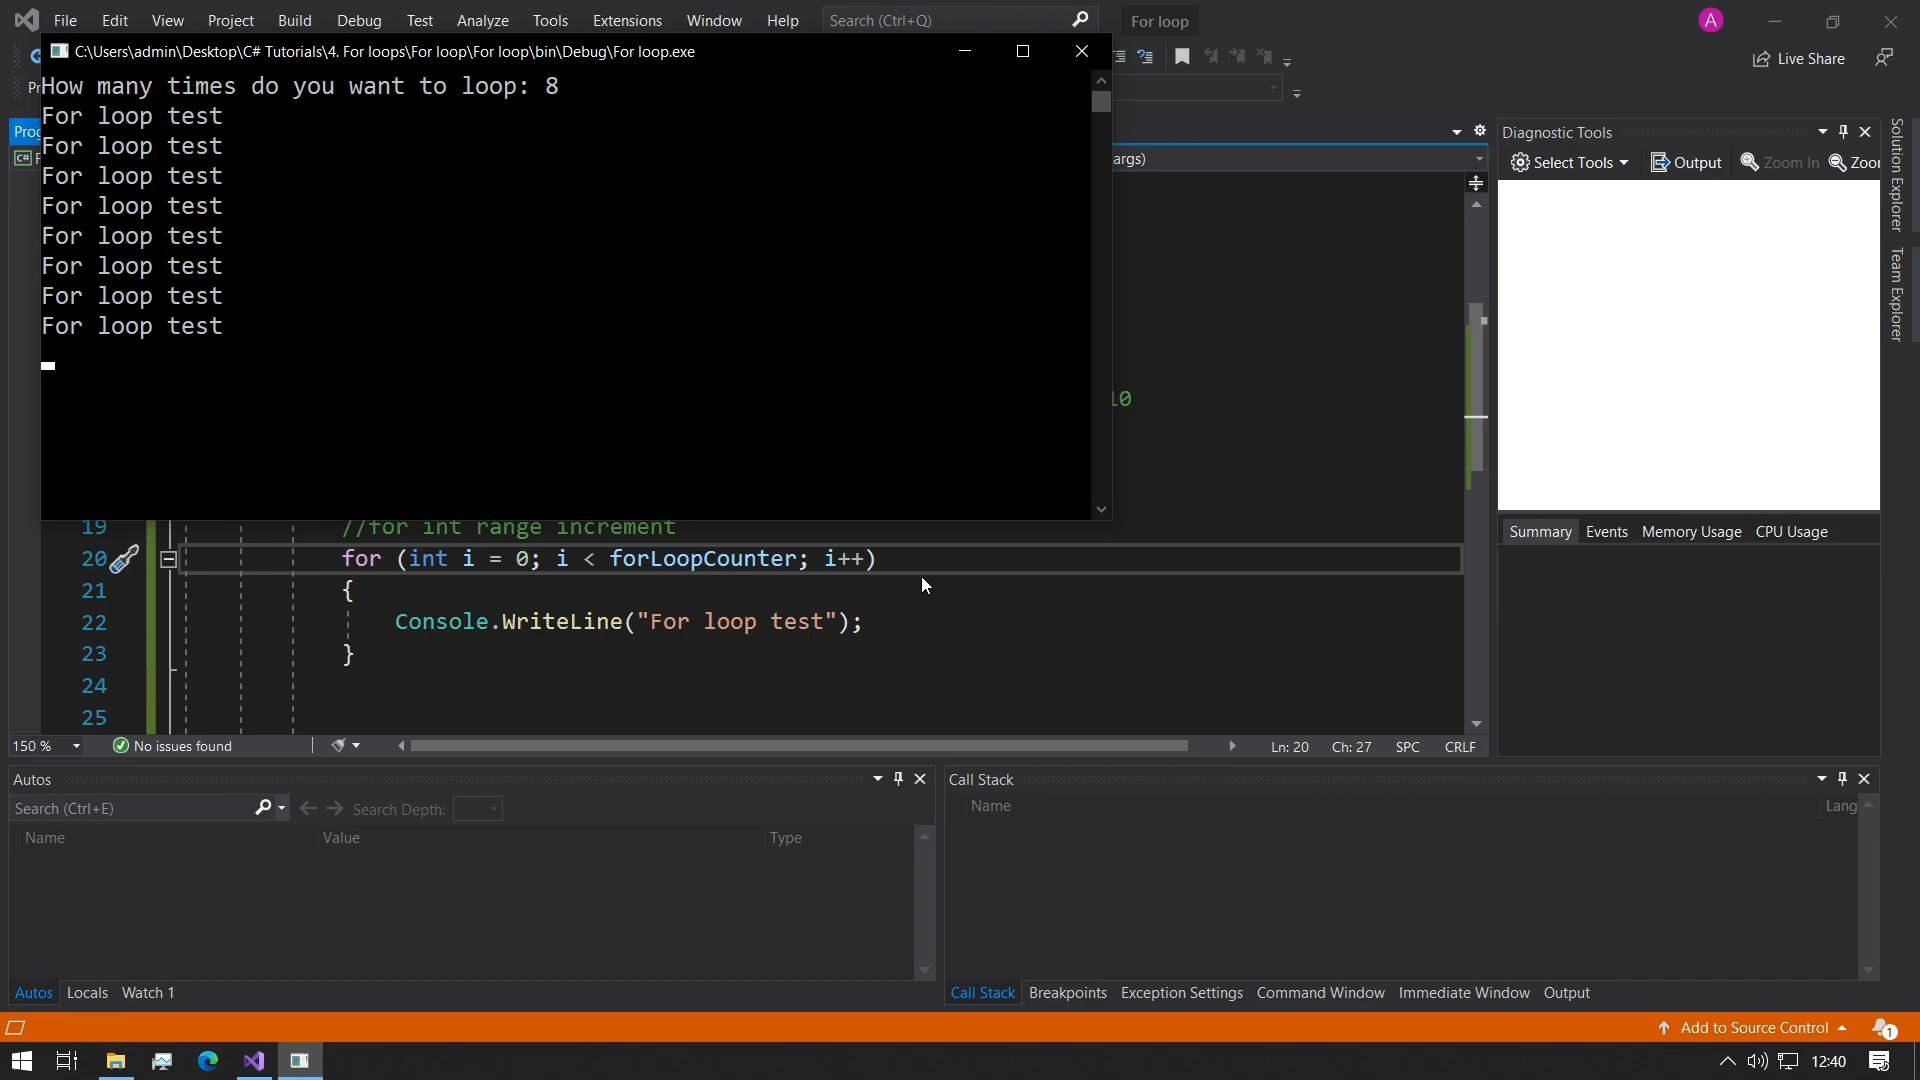 File Edit View Project Build Debug Test Analyze Tools Extensions Window Help Search (Ctrl+Q) For loop A
C:\Users\admin\Desktop\C# Tutorials\4. For loops\For loop\For loop\bin\Debug\For loop.exe
Live Share
How many times do you want to loop: 8
For loop test
For loop test
For loop test
For loop test
For loop test
For loop test
For loop test
For loop test
args)
10
Diagnostic Tools
Select Tools Output Zoom In
Summary Events Memory Usage CPU Usage
Solution Explorer
Team Explorer
19 //for int range increment
20 for (int i = 0; i < forLoopCounter; i++)
21 {
22 Console.WriteLine("For loop test");
23 }
24
25
150 % No issues found Ln: 20 Ch: 27 SPC CRLF
Autos
Search (Ctrl+E) Search Depth:
Name Value Type
Autos Locals Watch 1
Call Stack
Name Lang
Call Stack Breakpoints Exception Settings Command Window Immediate Window Output
Add to Source Control 1
12:40